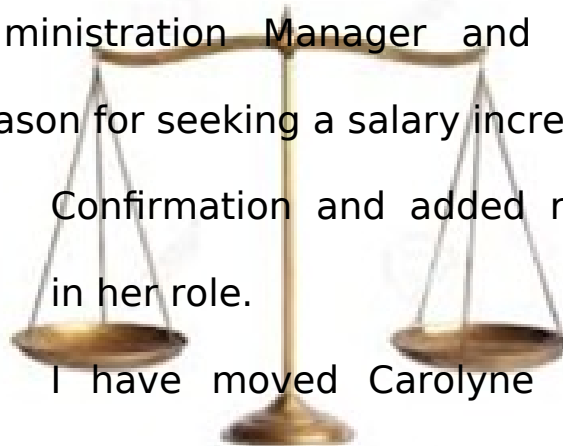 ministration Manager and
ason for seeking a salary incre
Confirmation and added r
in her role.
I have moved Carolyne